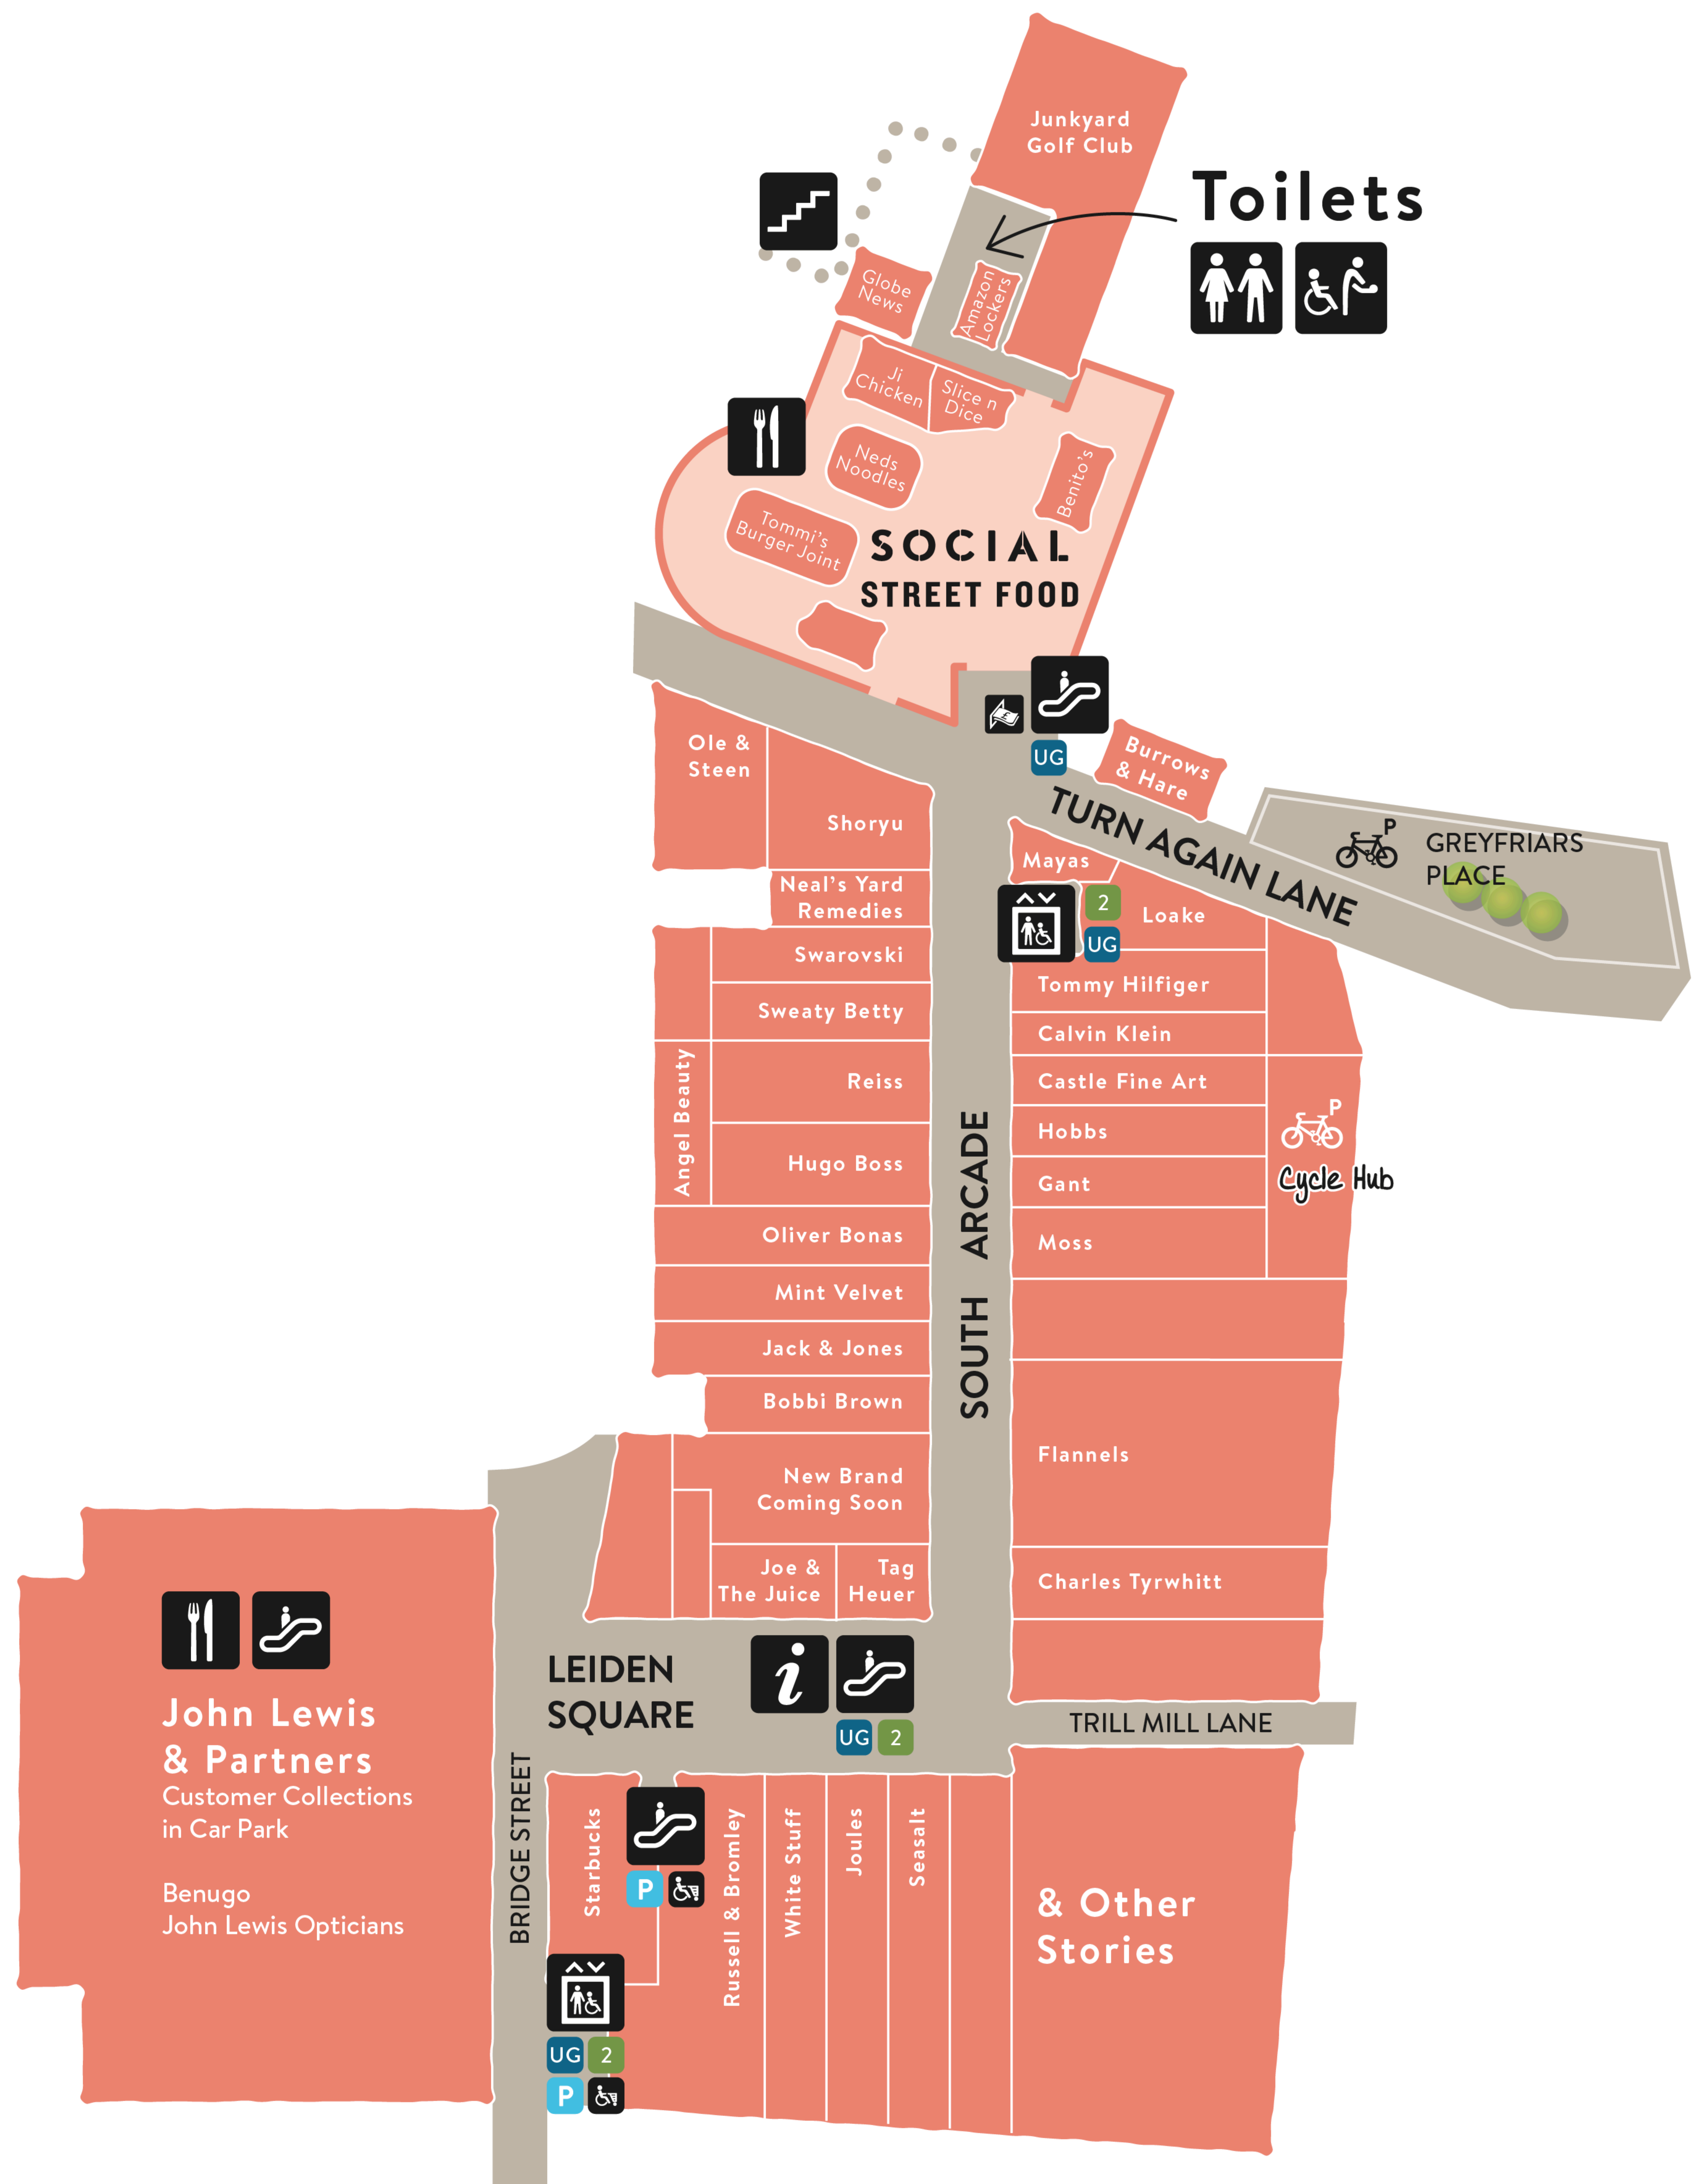 Junkyard
Golf Club
Toilets
Globe
News
Amazon
Lockers
Ji
Chicken
Slice n
Dice
Neds
Noodles
Benito's
Tommi's
Burger Joint
SOCIAL
STREET FOOD
UG
Burrows
& Hare
TURN AGAIN LANE
P
GREYFRIARS
PLACE
Ole &
Steen
Shoryu
Neal's Yard
Remedies
Swarovski
Sweaty Betty
Angel Beauty
Reiss
Hugo Boss
Oliver Bonas
Mint Velvet
Jack & Jones
Bobbi Brown
New Brand
Coming Soon
Joe &
The Juice
Tag
Heuer
SOUTH ARCADE
Mayas
2
UG
Loake
Tommy Hilfiger
Calvin Klein
Castle Fine Art
Hobbs
Gant
Moss
P
Cycle Hub
Flannels
Charles Tyrwhitt
John Lewis
& Partners
Customer Collections
in Car Park
Benugo
John Lewis Opticians
LEIDEN
SQUARE
i
UG 2
TRILL MILL LANE
BRIDGE STREET
Starbucks
P
UG 2
P
Russell & Bromley
White Stuff
Joules
Seasalt
& Other
Stories